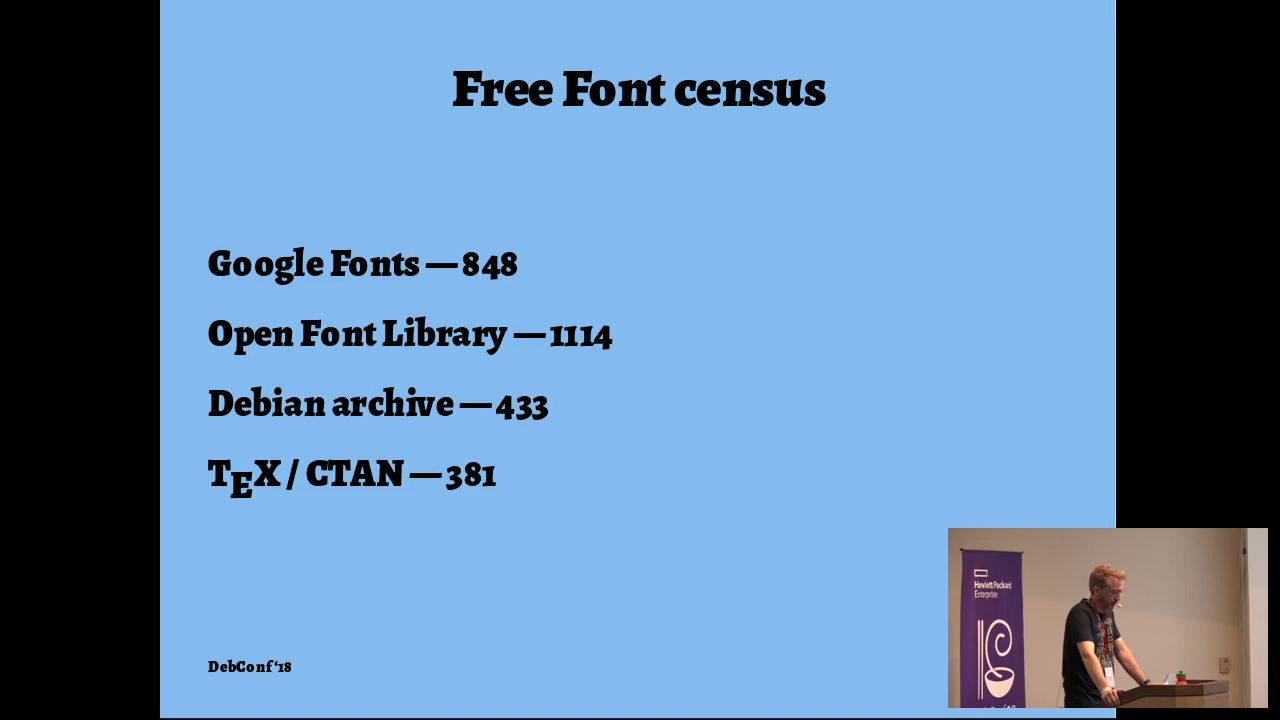 Free Font census
Google Fonts — 848
Open Font Library — 1114
Debian archive — 433
TEX / CTAN — 381
DebConf ‘18
Hewlett Packard
Enterprise